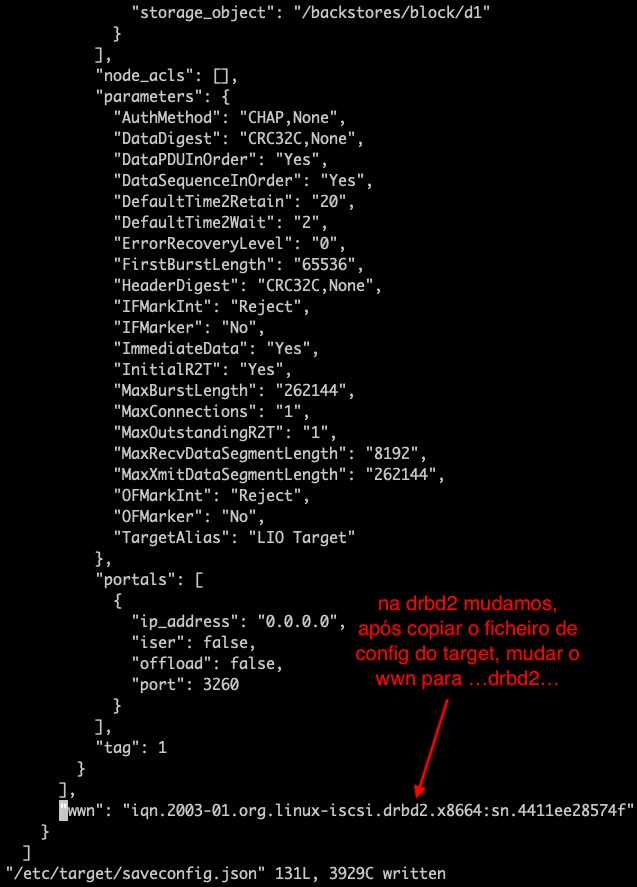 "storage_object": "/backstores/block/d1"
}
],
"node_acls": [],
"parameters": {
"AuthMethod": "CHAP,None",
"DataDigest": "CRC32C,None",
"DataPDUInOrder": "Yes",
"DataSequenceInOrder": "Yes",
"DefaultTime2Retain": "20",
"DefaultTime2Wait": "2",
"ErrorRecoveryLevel": "0",
"FirstBurstLength": "65536",
"HeaderDigest": "CRC32C,None",
"IFMarkInt": "Reject",
"IFMarker": "No",
"ImmediateData": "Yes",
"InitialR2T": "Yes",
"MaxBurstLength": "262144",
"MaxConnections": "1",
"MaxOutstandingR2T": "1",
"MaxRecvDataSegmentLength": "8192",
"MaxXmitDataSegmentLength": "262144",
"OFMarkInt": "Reject",
"OFMarker": "No",
"TargetAlias": "LIO Target"
},
"portals": [
{
"ip_address": "0.0.0.0",
"iser": false,
"offload": false,
"port": 3260
}
],
"tag": 1
}
],
"wwn": "iqn.2003-01.org.linux-iscsi.drbd2.x8664:sn.4411ee28574f"
}
]
"/etc/target/saveconfig.json" 131L, 3929C written
na drbd2 mudamos,
após copiar o ficheiro de
config do target, mudar o
wwn para ...drbd2...